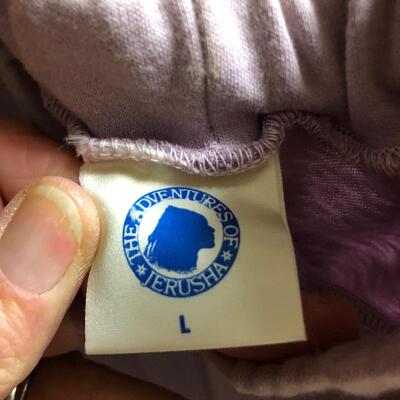 THE ADVENTURES OF
JERUSHA
L